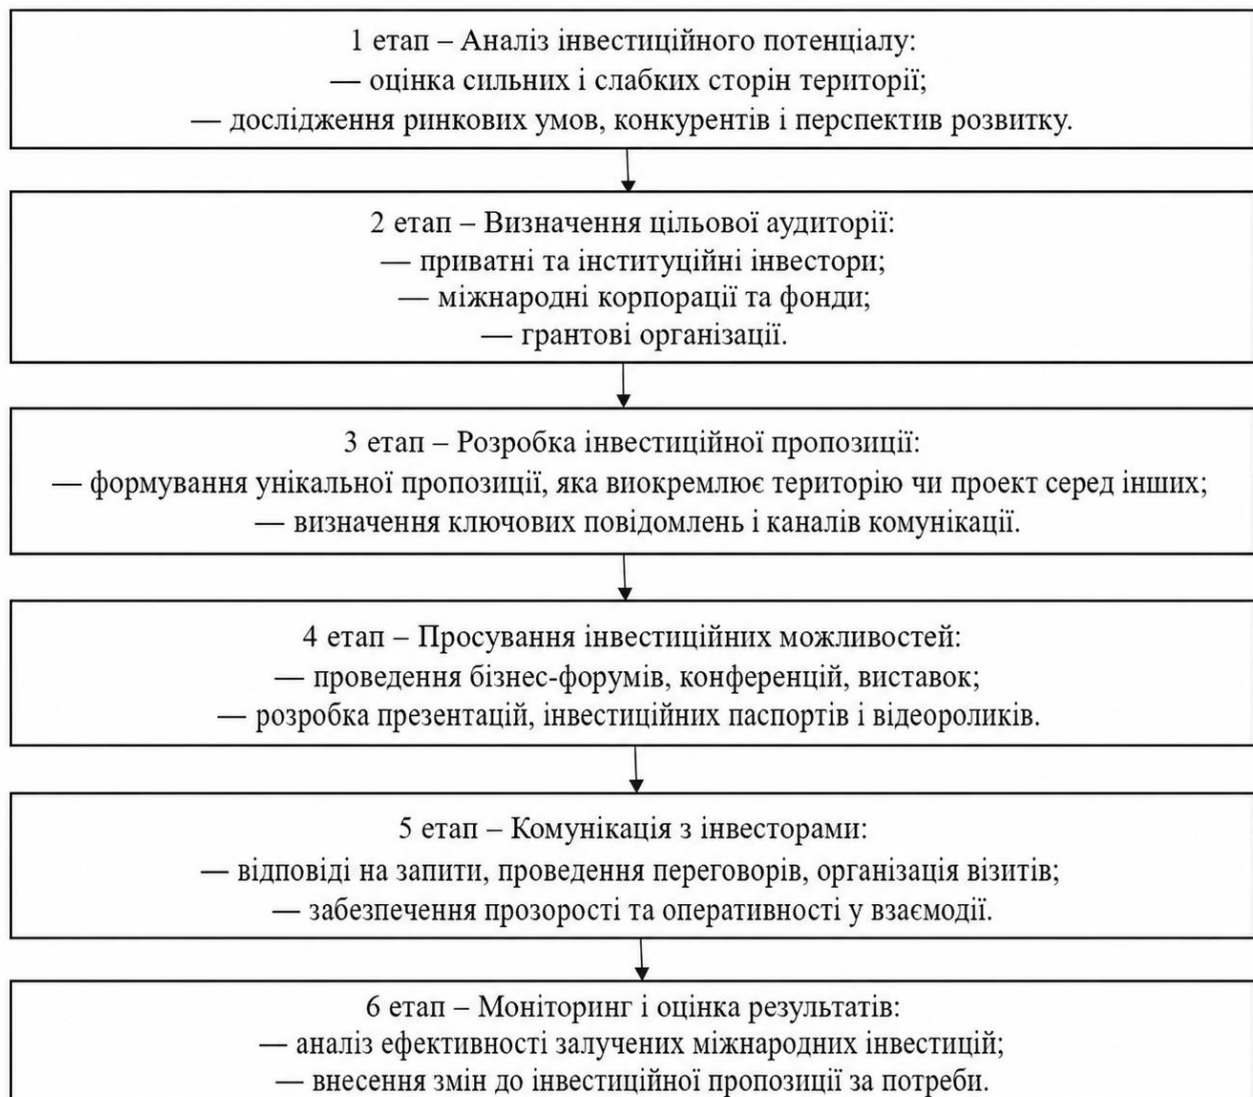 1 етап – Аналіз інвестиційного потенціалу:
— оцінка сильних і слабких сторін території;
— дослідження ринкових умов, конкурентів і перспектив розвитку.
2 етап – Визначення цільової аудиторії:
— приватні та інституційні інвестори;
— міжнародні корпорації та фонди;
— грантові організації.
3 етап – Розробка інвестиційної пропозиції:
— формування унікальної пропозиції, яка виокремлює територію чи проект серед інших;
— визначення ключових повідомлень і каналів комунікації.
4 етап – Просування інвестиційних можливостей:
— проведення бізнес-форумів, конференцій, виставок;
— розробка презентацій, інвестиційних паспортів і відеороликів.
5 етап – Комунікація з інвесторами:
— відповіді на запити, проведення переговорів, організація візитів;
— забезпечення прозорості та оперативності у взаємодії.
6 етап – Моніторинг і оцінка результатів:
— аналіз ефективності залучених міжнародних інвестицій;
— внесення змін до інвестиційної пропозиції за потреби.